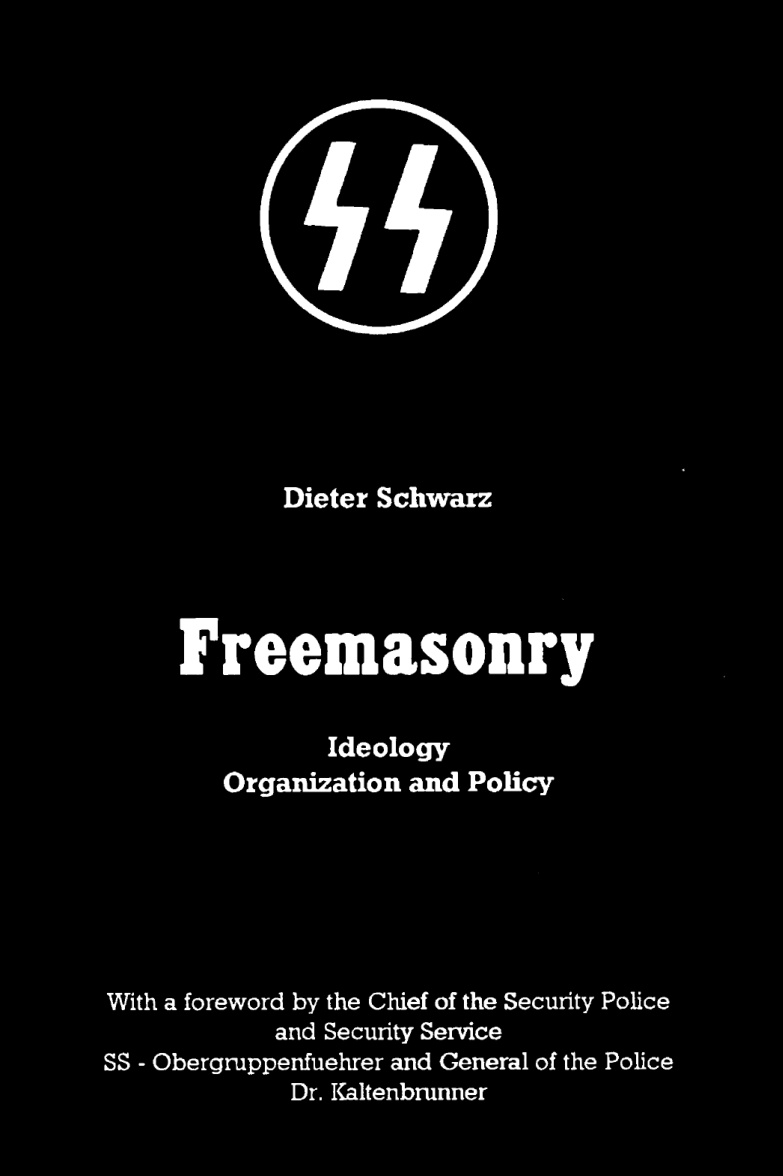 SS
Dieter Schwarz
Freemasonry
Ideology
Organization and Policy
With a foreword by the Chief of the Security Police
and Security Service
SS - Obergruppenfuehrer and General of the Police
Dr. Kaltenbrunner